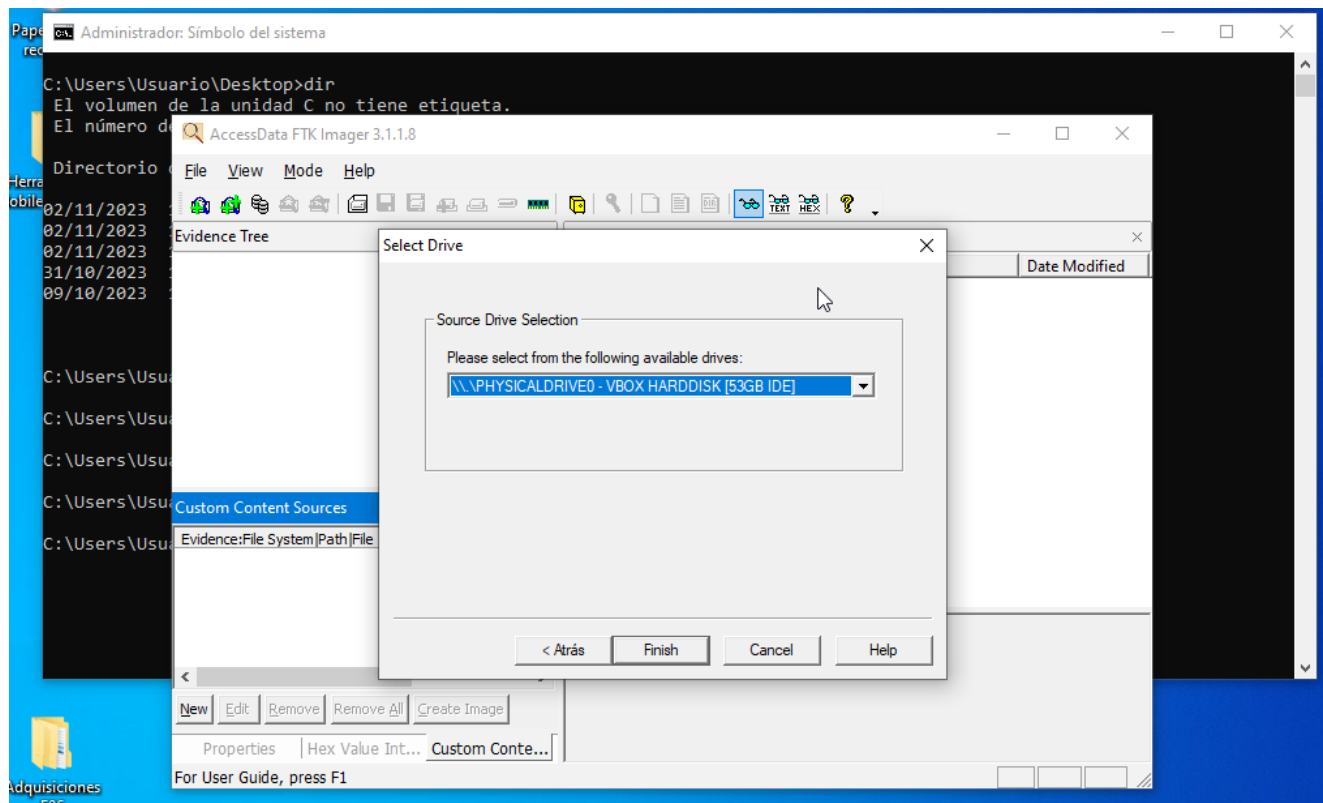 Administrador: Símbolo del sistema
C:\Users\Usuario\Desktop>dir
El volumen de la unidad C no tiene etiqueta.
El número
AccessData FTK Imager 3.1.1.8
Directorio
File View Mode Help
02/11/2023
02/11/2023
02/11/2023
31/10/2023
09/10/2023
TEXT HEX
Evidence Tree
Select Drive
Date Modified
Source Drive Selection
Please select from the following available drives:
\\.\PHYSICALDRIVE0 - VBOX HARDDISK [53GB IDE]
C:\Users\Usua
C:\Users\Usua
C:\Users\Usua
C:\Users\Usua
C:\Users\Usua
Custom Content Sources
Evidence:File System|Path|File
< Atrás Finish Cancel Help
New Edit Remove Remove All Create Image
Properties Hex Value Int... Custom Conte...
For User Guide, press F1
Adquisiciones